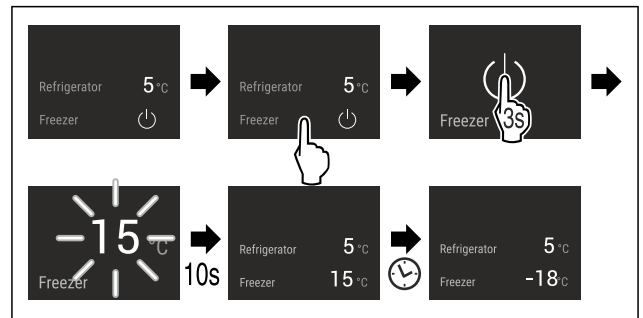 Refrigerator 5 °C
Freezer
Refrigerator 5 °C
Freezer
Freezer 3s
15 °C
Freezer
10s
Refrigerator 5 °C
Freezer 15 °C
Refrigerator 5 °C
Freezer -18°C